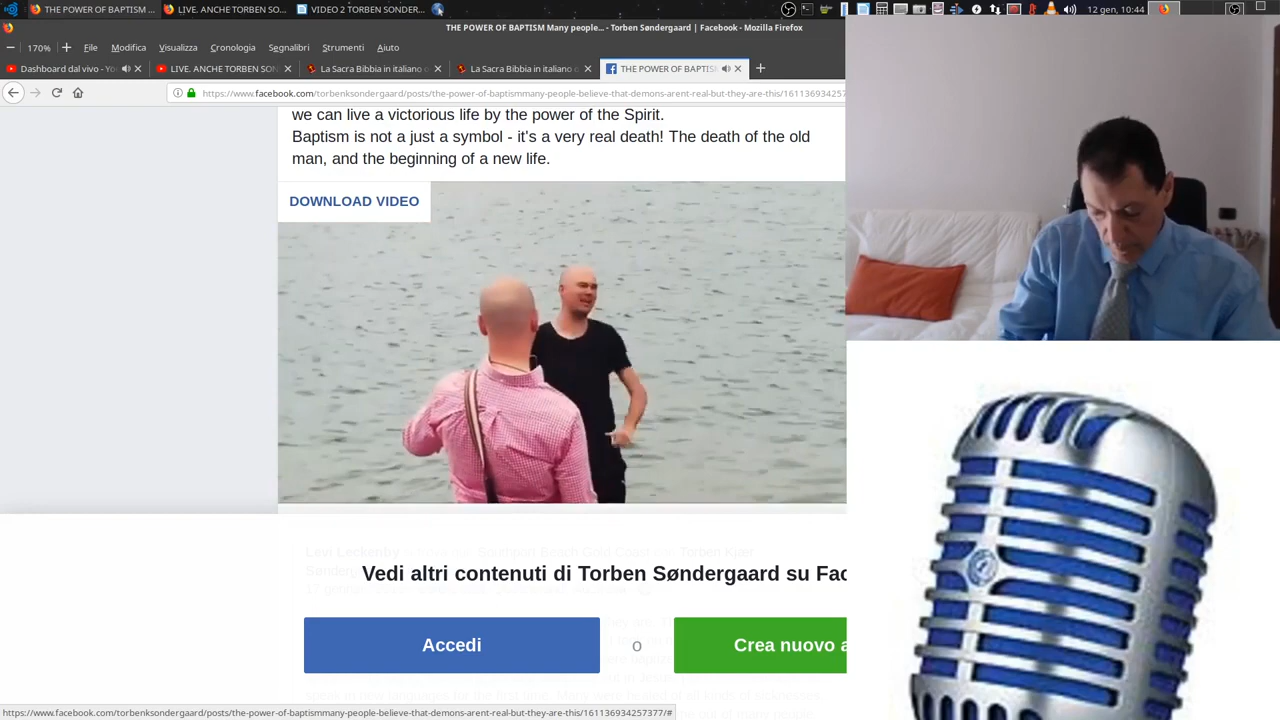 THE POWER OF BAPTISM ...
LIVE. ANCHE TORBEN SØND...
VIDEO 2 TORBEN SONDER...
12 gen, 10:44
THE POWER OF BAPTISM Many people... - Torben Søndergaard | Facebook - Mozilla Firefox
170%
File Modifica Visualizza Cronologia Segnalibri Strumenti Aiuto
Dashboard dal vivo - Yo
LIVE. ANCHE TORBEN SØN
La Sacra Bibbia in italiano o
La Sacra Bibbia in italiano o
THE POWER OF BAPTIS
https://www.facebook.com/torbenksondergaard/posts/the-power-of-baptismmany-people-believe-that-demons-arent-real-but-they-are-this/1611369342577
we can live a victorious life by the power of the Spirit.
Baptism is not a just a symbol - it's a very real death! The death of the old
man, and the beginning of a new life.
DOWNLOAD VIDEO
Levi Leckenby
Vedi altri contenuti di Torben Søndergaard su Fac
Accedi
o
Crea nuovo a
https://www.facebook.com/torbenksondergaard/posts/the-power-of-baptismmany-people-believe-that-demons-arent-real-but-they-are-this/161136934257377/#